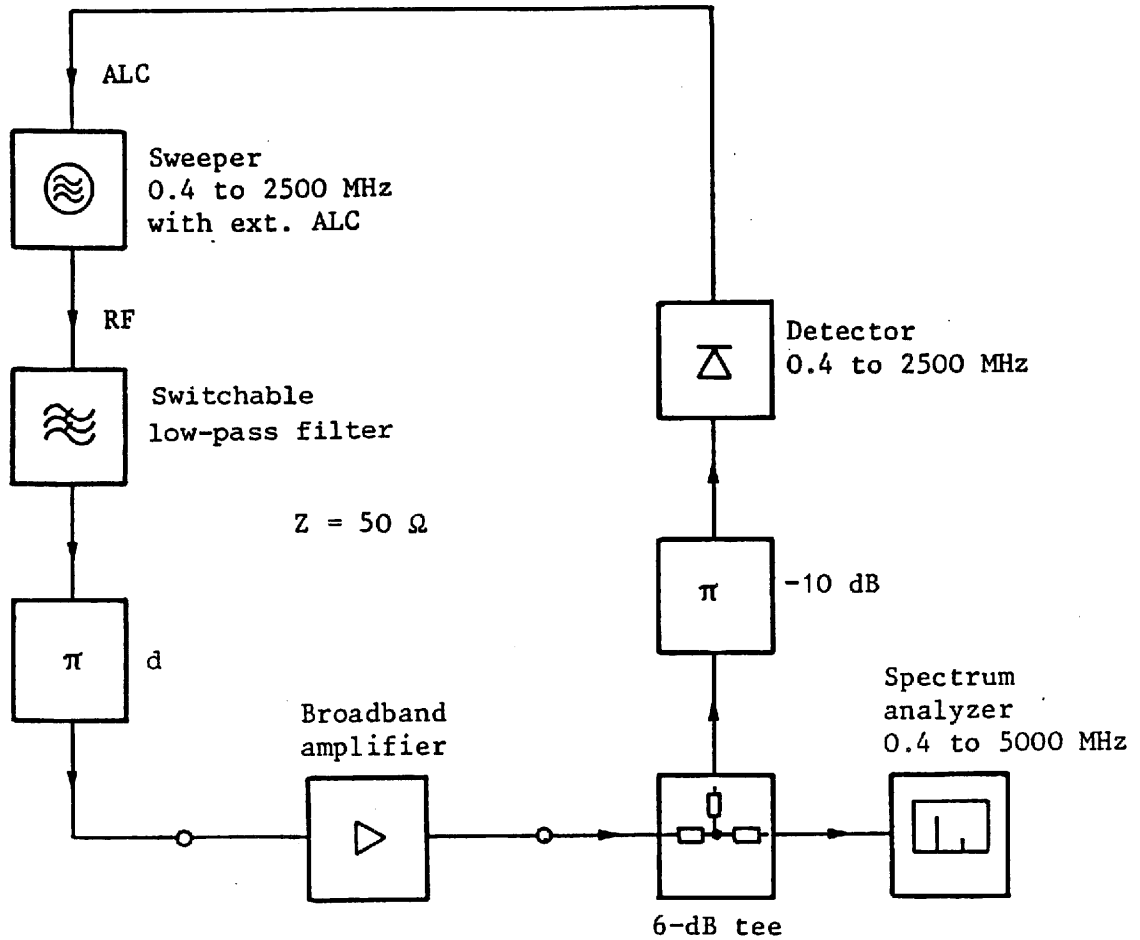 ALC
Sweeper
0.4 to 2500 MHz
with ext. ALC
RF
Detector
0.4 to 2500 MHz
Switchable
low-pass filter
Z = 50 Ω
π
-10 dB
π
d
Broadband
amplifier
Spectrum
analyzer
0.4 to 5000 MHz
6-dB tee